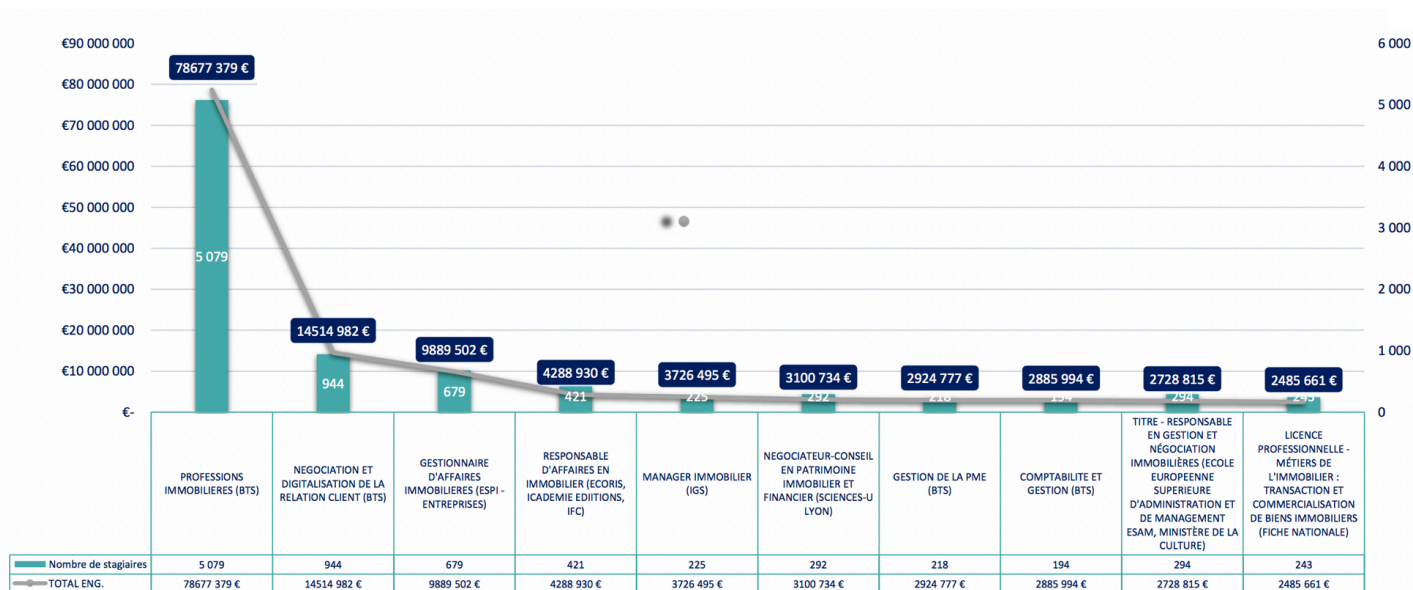 €90 000 000
€80 000 000
€70 000 000
€60 000 000
€50 000 000
€40 000 000
€30 000 000
€20 000 000
€10 000 000
€-
6 000
5 000
4 000
3 000
2 000
1 000
0
78677 379 €
14514 982 €
9889 502 €
4288 930 €
3726 495 €
3100 734 €
2924 777 €
2885 994 €
2728 815 €
2485 661 €
5 079
944
679
421
225
292
218
194
294
243
PROFESSIONS
IMMOBILIERES (BTS)
NEGOCIATION ET
DIGITALISATION DE LA
RELATION CLIENT (BTS)
GESTIONNAIRE
D'AFFAIRES
IMMOBILIERES (ESPI -
ENTREPRISES)
RESPONSABLE
D'AFFAIRES EN
IMMOBILIER (ECORIS,
ICADEMIE EDIITIONS,
IFC)
MANAGER IMMOBILIER
(IGS)
NEGOCIATEUR-CONSEIL
EN PATRIMOINE
IMMOBILIER ET
FINANCIER (SCIENCES-U
LYON)
GESTION DE LA PME
(BTS)
COMPTABILITE ET
GESTION (BTS)
TITRE - RESPONSABLE
EN GESTION ET
NÉGOCIATION
IMMOBILIÈRES (ECOLE
EUROPEENNE
SUPERIEURE
D'ADMINISTRATION ET
DE MANAGEMENT
ESAM, MINISTÈRE DE LA
CULTURE)
LICENCE
PROFESSIONNELLE -
MÉTIERS DE
L'IMMOBILIER :
TRANSACTION ET
COMMERCIALISATION
DE BIENS IMMOBILIERS
(FICHE NATIONALE)
Nombre de stagiaires 5 079 944 679 421 225 292 218 194 294 243
TOTAL ENG. 78677 379 € 14514 982 € 9889 502 € 4288 930 € 3726 495 € 3100 734 € 2924 777 € 2885 994 € 2728 815 € 2485 661 €